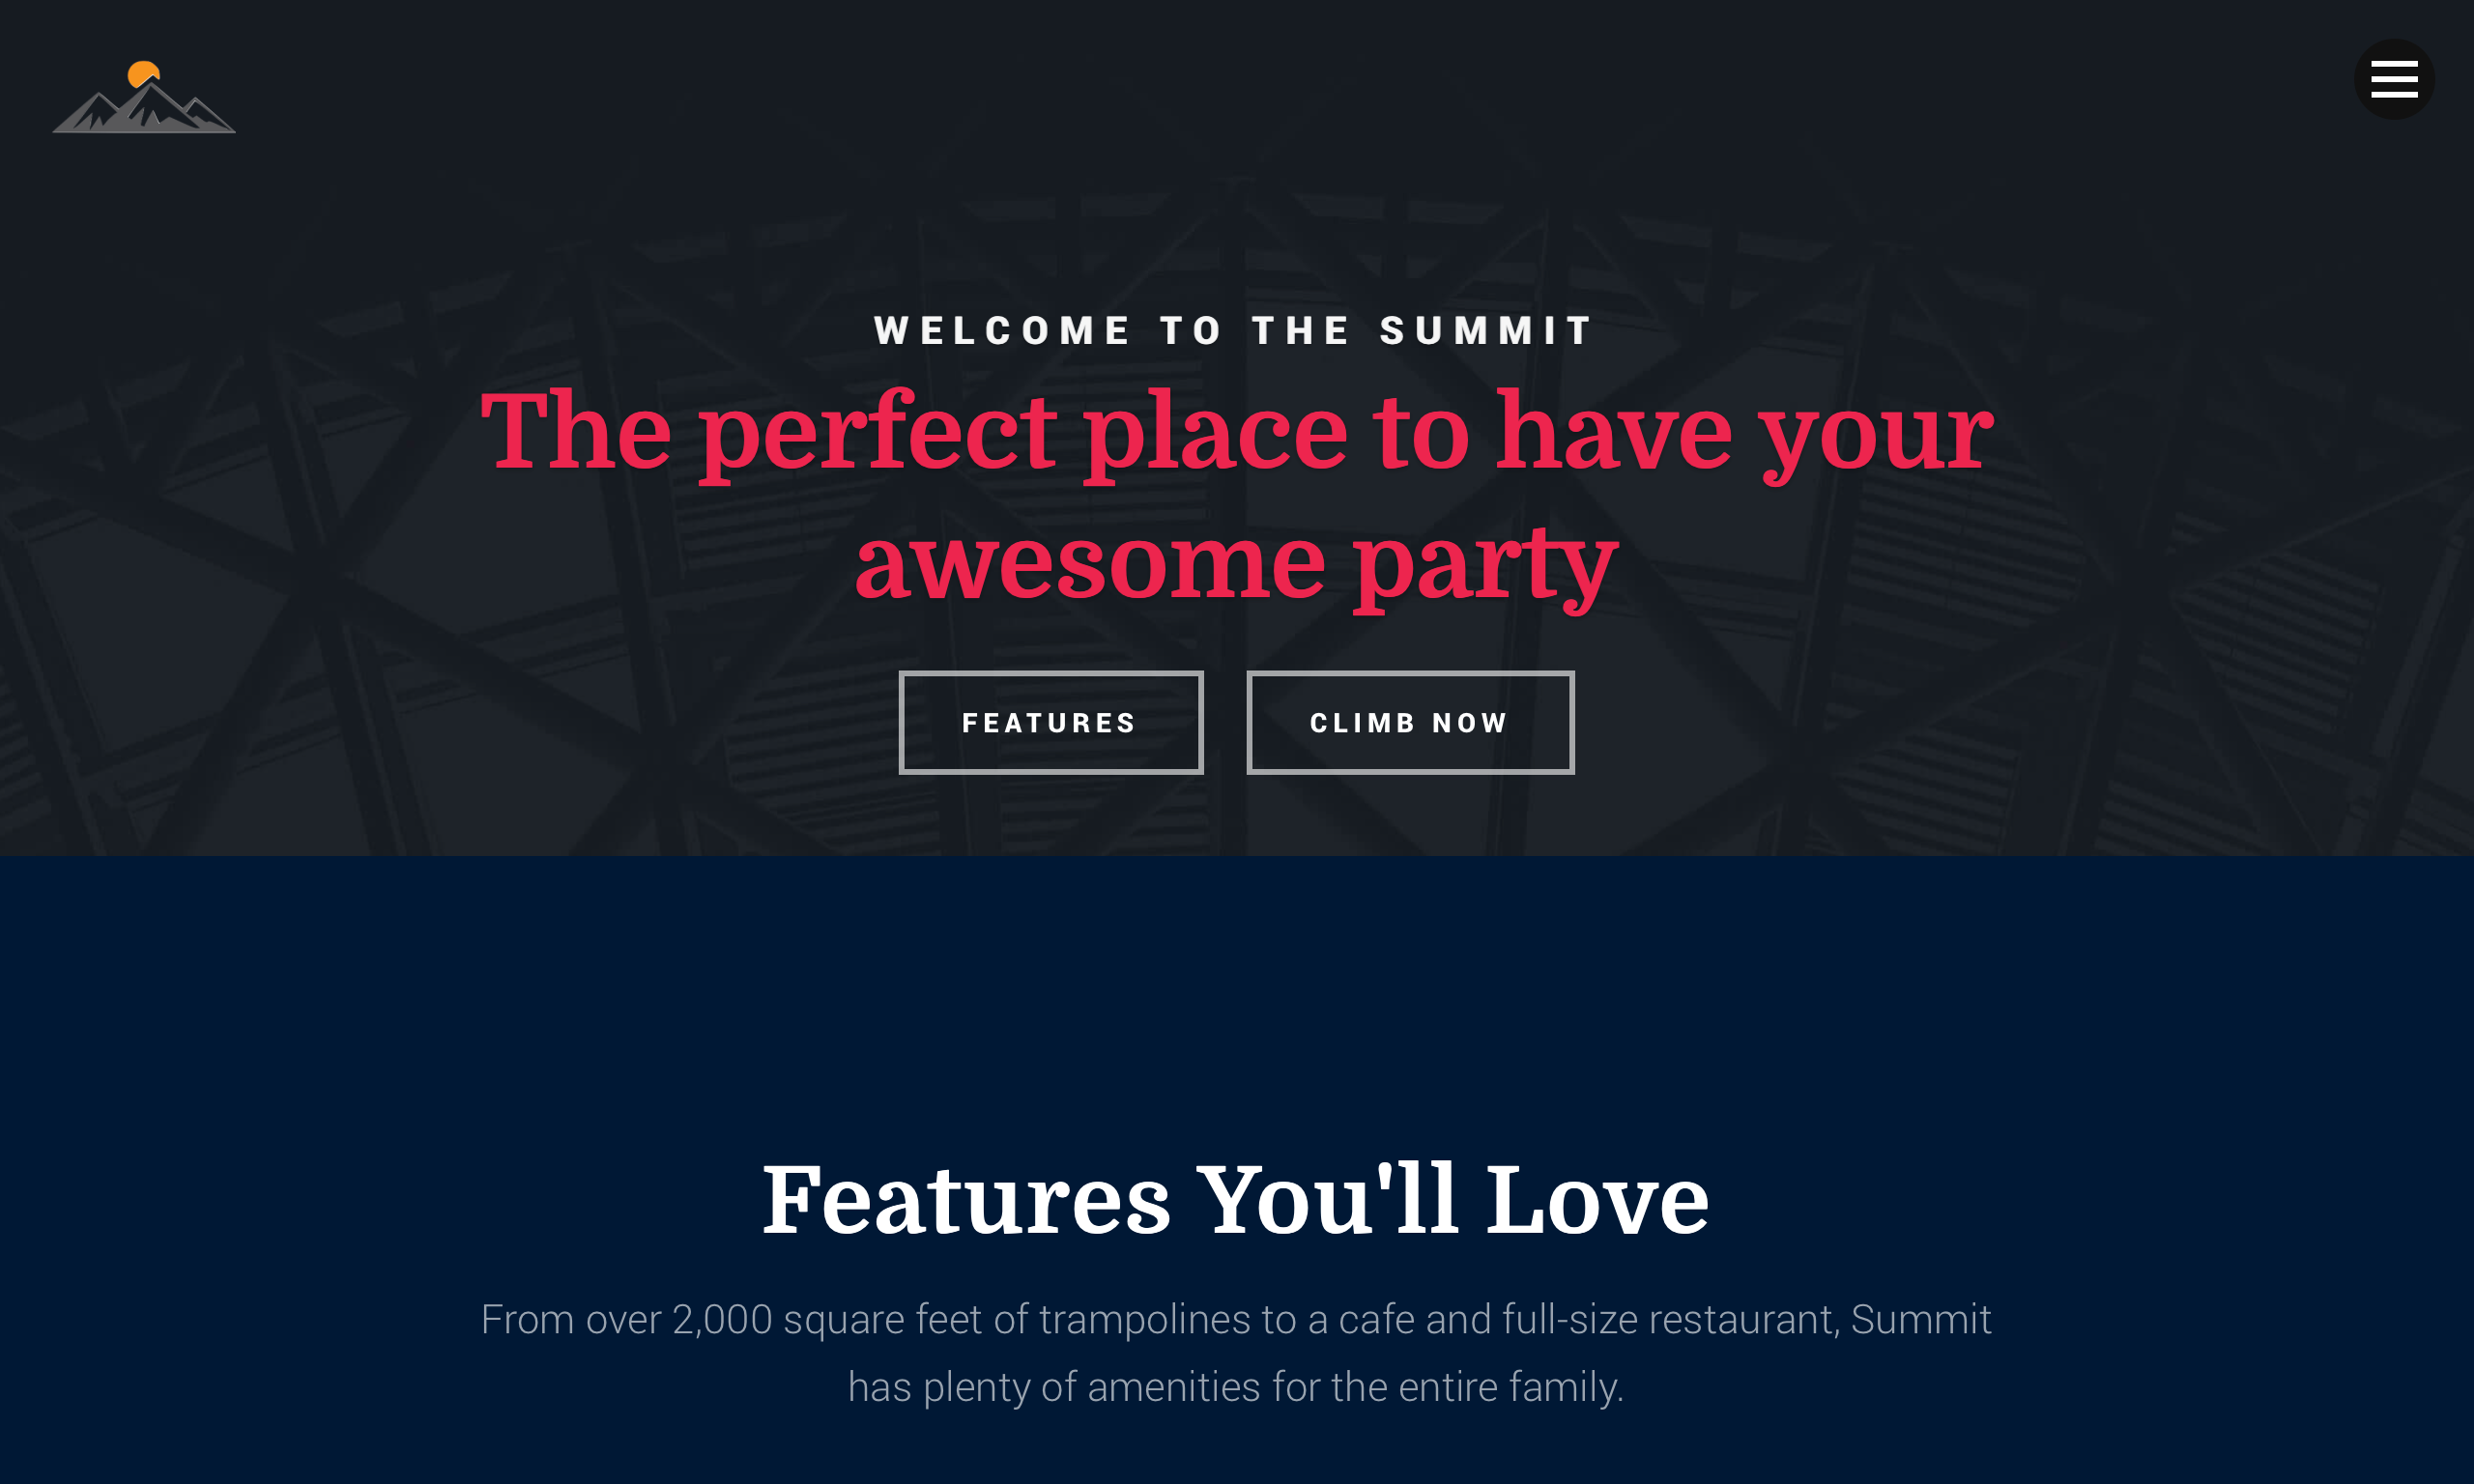 WELCOME TO THE SUMMIT
The perfect place to have your
awesome party
FEATURES
CLIMB NOW
Features You'll Love
From over 2,000 square feet of trampolines to a cafe and full-size restaurant, Summit
has plenty of amenities for the entire family.